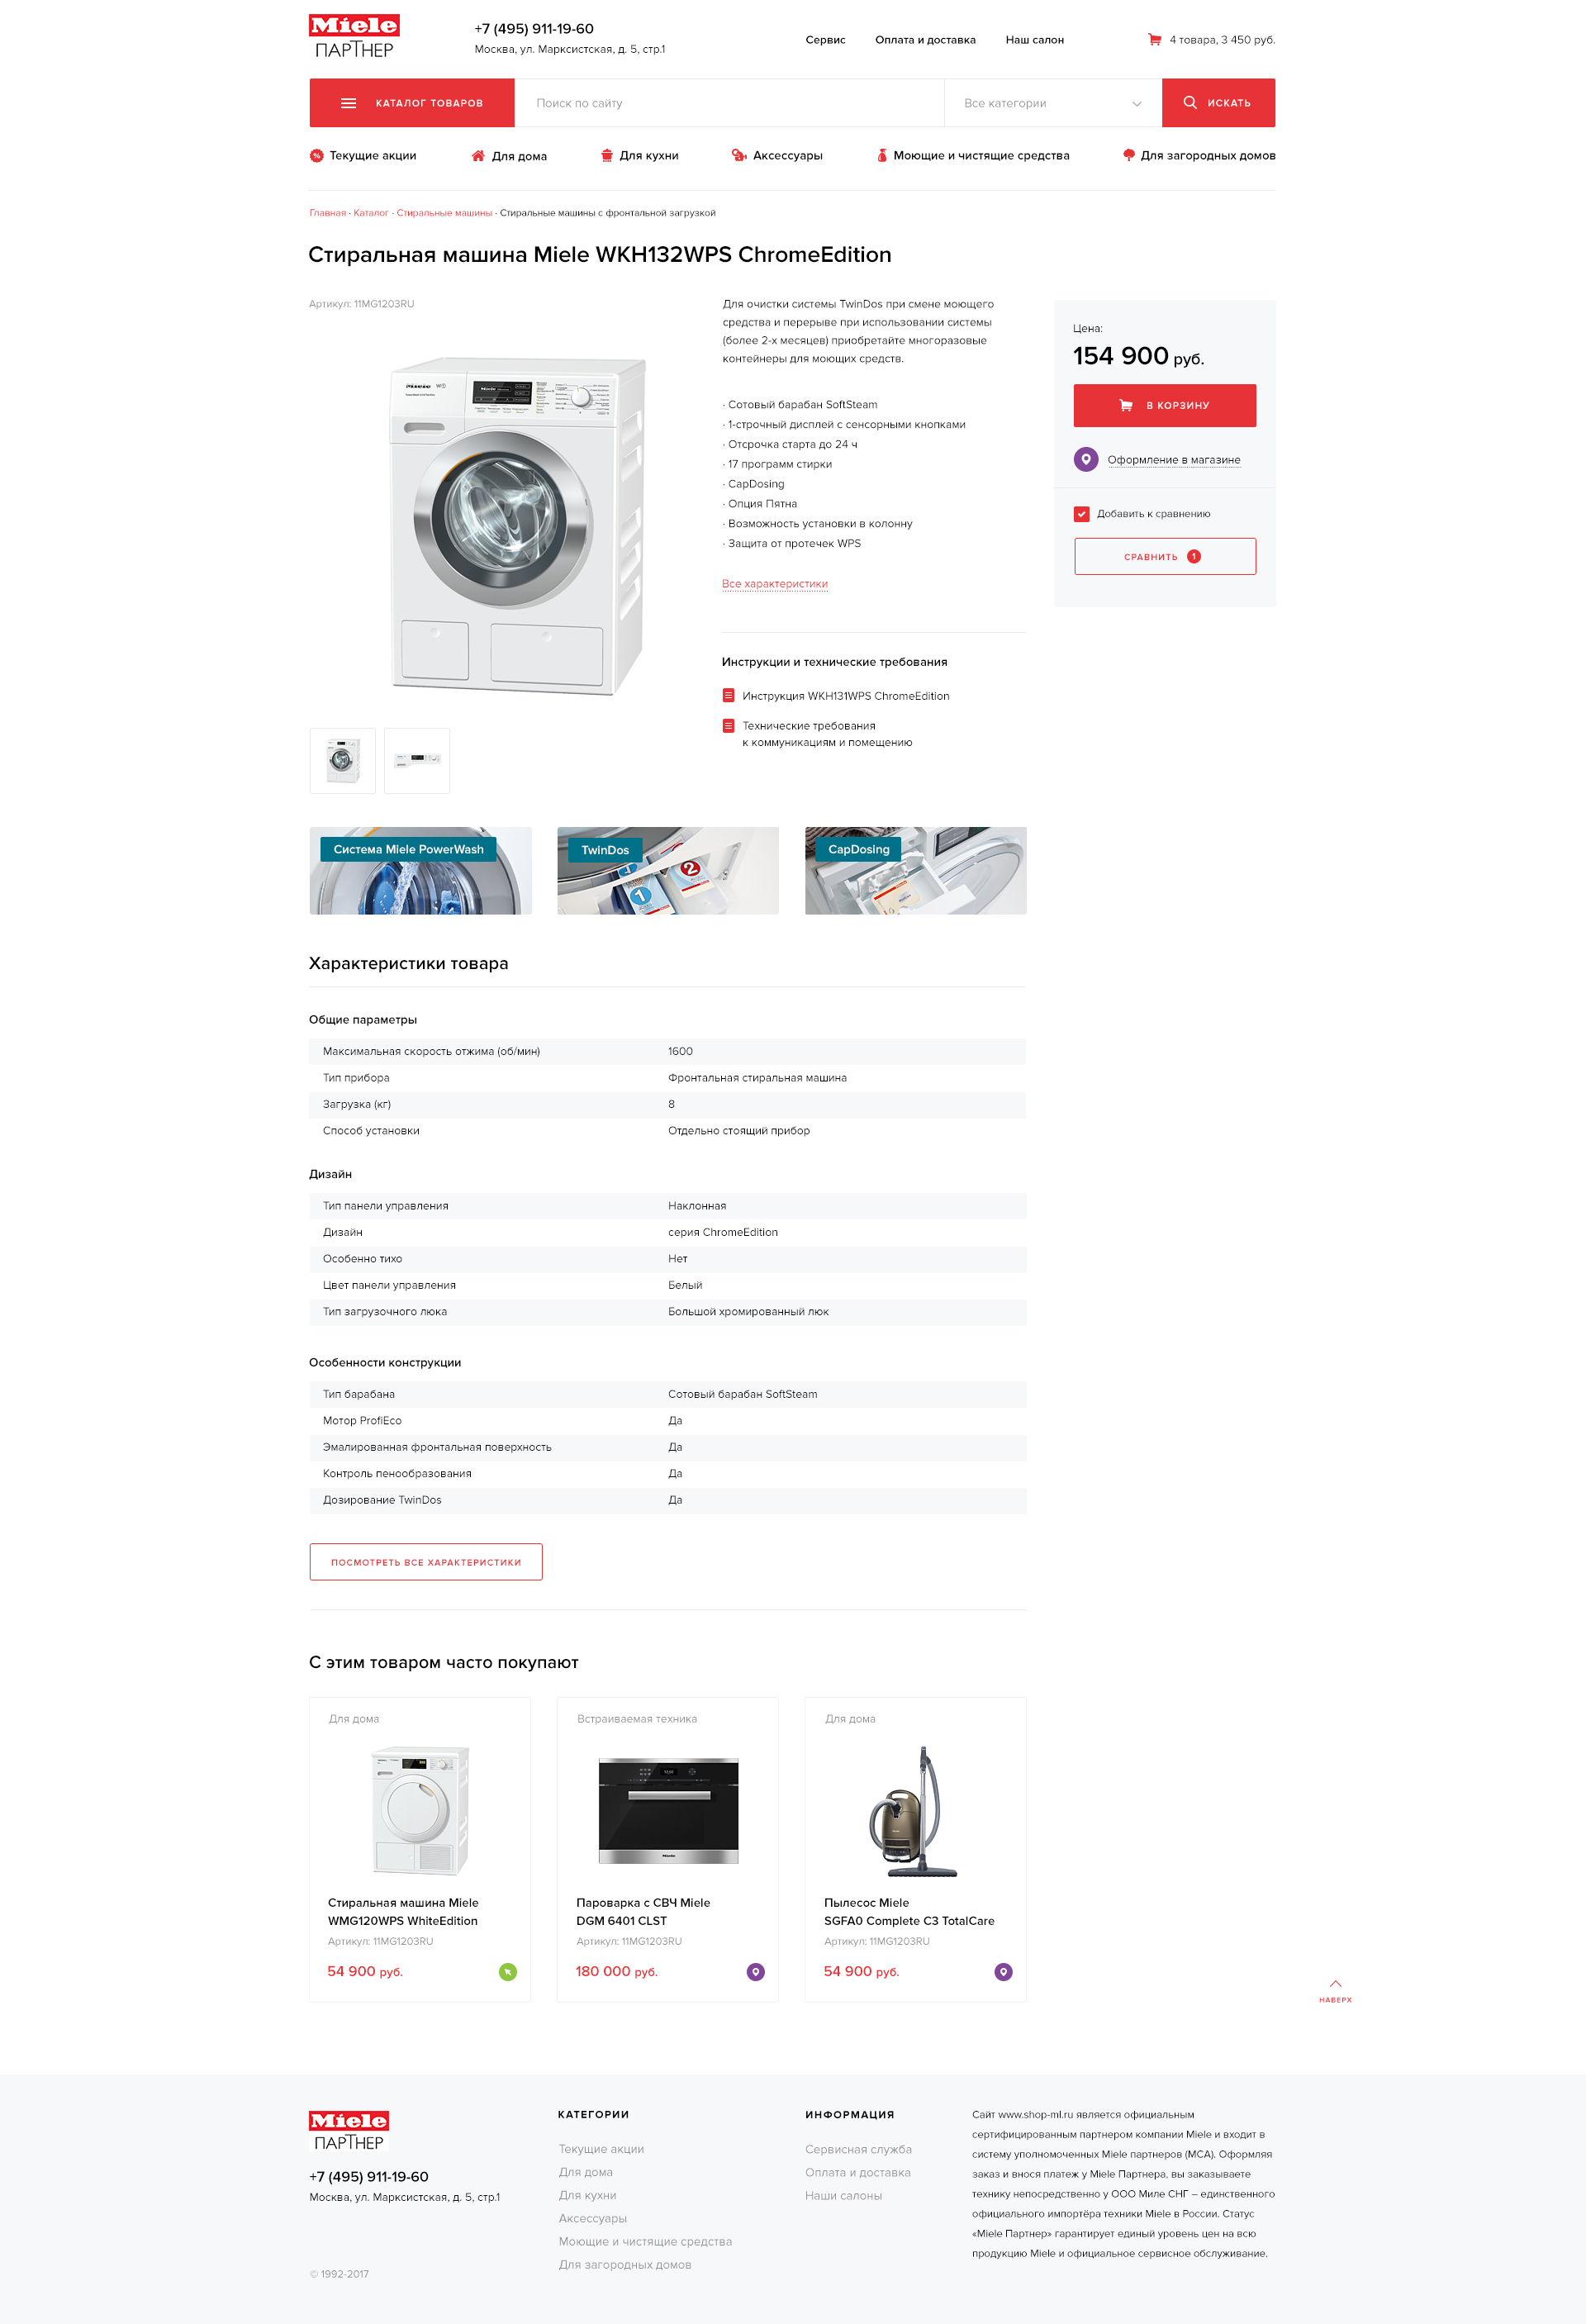 Miele
ПАРТНЕР
+7 (495) 911-19-60
Москва, ул. Марксистская, д. 5, стр.1
Сервис
Оплата и доставка
Наш салон
4 товара, 3 450 руб.
КАТАЛОГ ТОВАРОВ
Поиск по сайту
Все категории
ИСКАТЬ
Текущие акции
Для дома
Для кухни
Аксессуары
Моющие и чистящие средства
Для загородных домов
Главная - Каталог - Стиральные машины - Стиральные машины с фронтальной загрузкой
Стиральная машина Miele WKH132WPS ChromeEdition
Артикул: 11MG1203RU
Для очистки системы TwinDos при смене моющего
средства и перерыве при использовании системы
(более 2-х месяцев) приобретайте многоразовые
контейнеры для моющих средств.
· Сотовый барабан SoftSteam
· 1-строчный дисплей с сенсорными кнопками
· Отсрочка старта до 24 ч
· 17 программ стирки
· CapDosing
· Опция Пятна
· Возможность установки в колонну
· Защита от протечек WPS
Все характеристики
Инструкции и технические требования
Инструкция WKH131WPS ChromeEdition
Технические требования
к коммуникациям и помещению
Цена:
154 900 руб.
В КОРЗИНУ
Оформление в магазине
Добавить к сравнению
СРАВНИТЬ 1
Система Miele PowerWash
TwinDos
1
2
CapDosing
Характеристики товара
Общие параметры
Максимальная скорость отжима (об/мин) 1600
Тип прибора Фронтальная стиральная машина
Загрузка (кг) 8
Способ установки Отдельно стоящий прибор
Дизайн
Тип панели управления Наклонная
Дизайн серия ChromeEdition
Особенно тихо Нет
Цвет панели управления Белый
Тип загрузочного люка Большой хромированный люк
Особенности конструкции
Тип барабана Сотовый барабан SoftSteam
Мотор ProfiEco Да
Эмалированная фронтальная поверхность Да
Контроль пенообразования Да
Дозирование TwinDos Да
ПОСМОТРЕТЬ ВСЕ ХАРАКТЕРИСТИКИ
С этим товаром часто покупают
Для дома
Стиральная машина Miele
WMG120WPS WhiteEdition
Артикул: 11MG1203RU
54 900 руб.
Встраиваемая техника
Miele
Пароварка с СВЧ Miele
DGM 6401 CLST
Артикул: 11MG1203RU
180 000 руб.
Для дома
Пылесос Miele
SGFA0 Complete C3 TotalCare
Артикул: 11MG1203RU
54 900 руб.
НАВЕРХ
Miele
ПАРТНЕР
+7 (495) 911-19-60
Москва, ул. Марксистская, д. 5, стр.1
© 1992-2017
КАТЕГОРИИ
Текущие акции
Для дома
Для кухни
Аксессуары
Моющие и чистящие средства
Для загородных домов
ИНФОРМАЦИЯ
Сервисная служба
Оплата и доставка
Наши салоны
Сайт www.shop-ml.ru является официальным
сертифицированным партнером компании Miele и входит в
систему уполномоченных Miele партнеров (МСА). Оформляя
заказ и внося платеж у Miele Партнера, вы заказываете
технику непосредственно у ООО Миле СНГ – единственного
официального импортёра техники Miele в России. Статус
«Miele Партнер» гарантирует единый уровень цен на всю
продукцию Miele и официальное сервисное обслуживание.